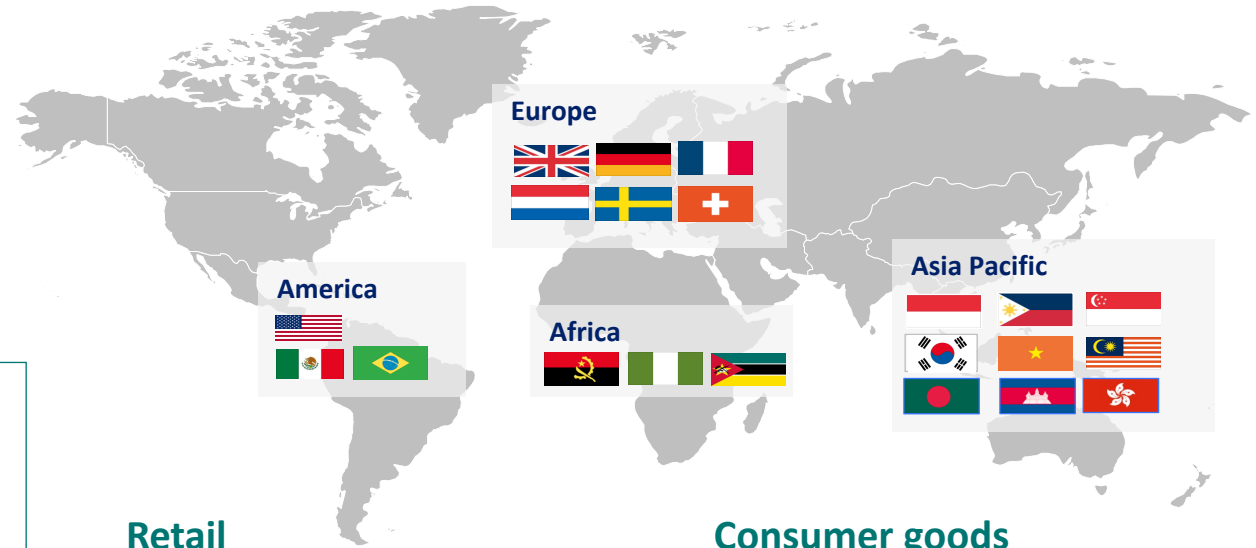 Europe
Asia Pacific
America
Africa
Retail
Consumer goods